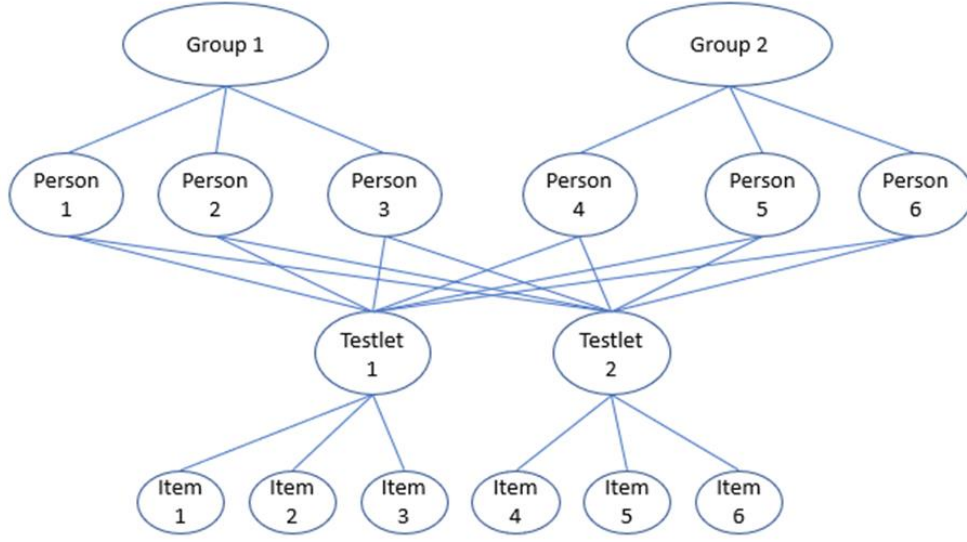 Group 1
Group 2
Person
1
Person
2
Person
3
Person
4
Person
5
Person
6
Testlet
1
Testlet
2
Item
1
Item
2
Item
3
Item
4
Item
5
Item
6